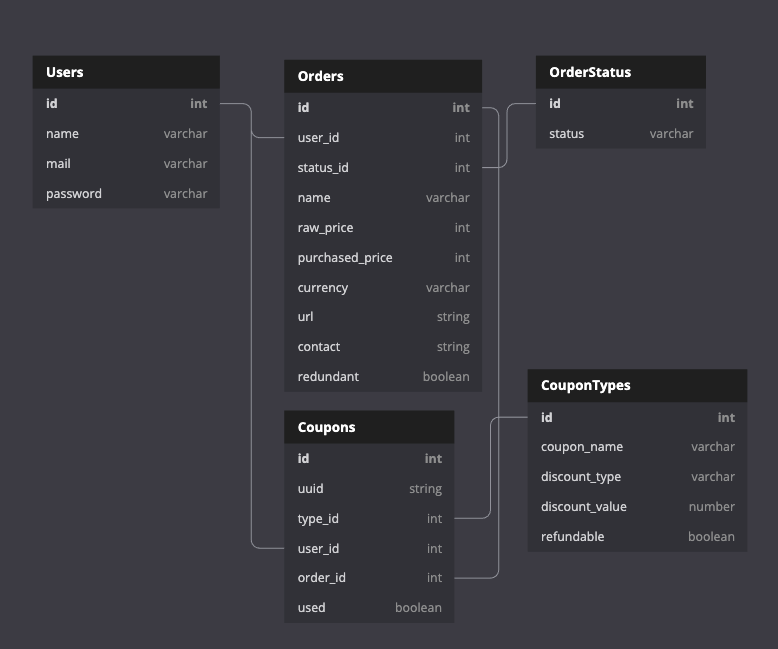 Users
id int
name varchar
mail varchar
password varchar
Orders
id int
user_id int
status_id int
name varchar
raw_price int
purchased_price int
currency varchar
url string
contact string
redundant boolean
OrderStatus
id int
status varchar
Coupons
id int
uuid string
type_id int
user_id int
order_id int
used boolean
CouponTypes
id int
coupon_name varchar
discount_type varchar
discount_value number
refundable boolean